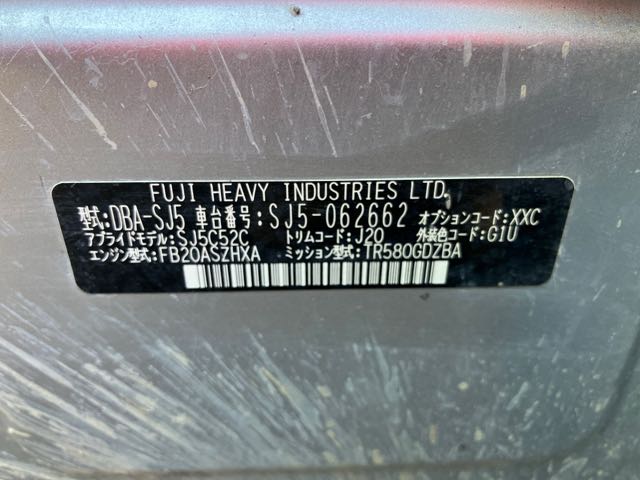 FUJI HEAVY INDUSTRIES LTD.
型式:DBA-SJ5 車台番号:SJ5-062662 オプションコード:XXC
アプライドモデル:SJ5C52C トリムコード:J20 外装色コード:G1U
エンジン型式:FB20ASZHXA ミッション型式:TR580GDZBA